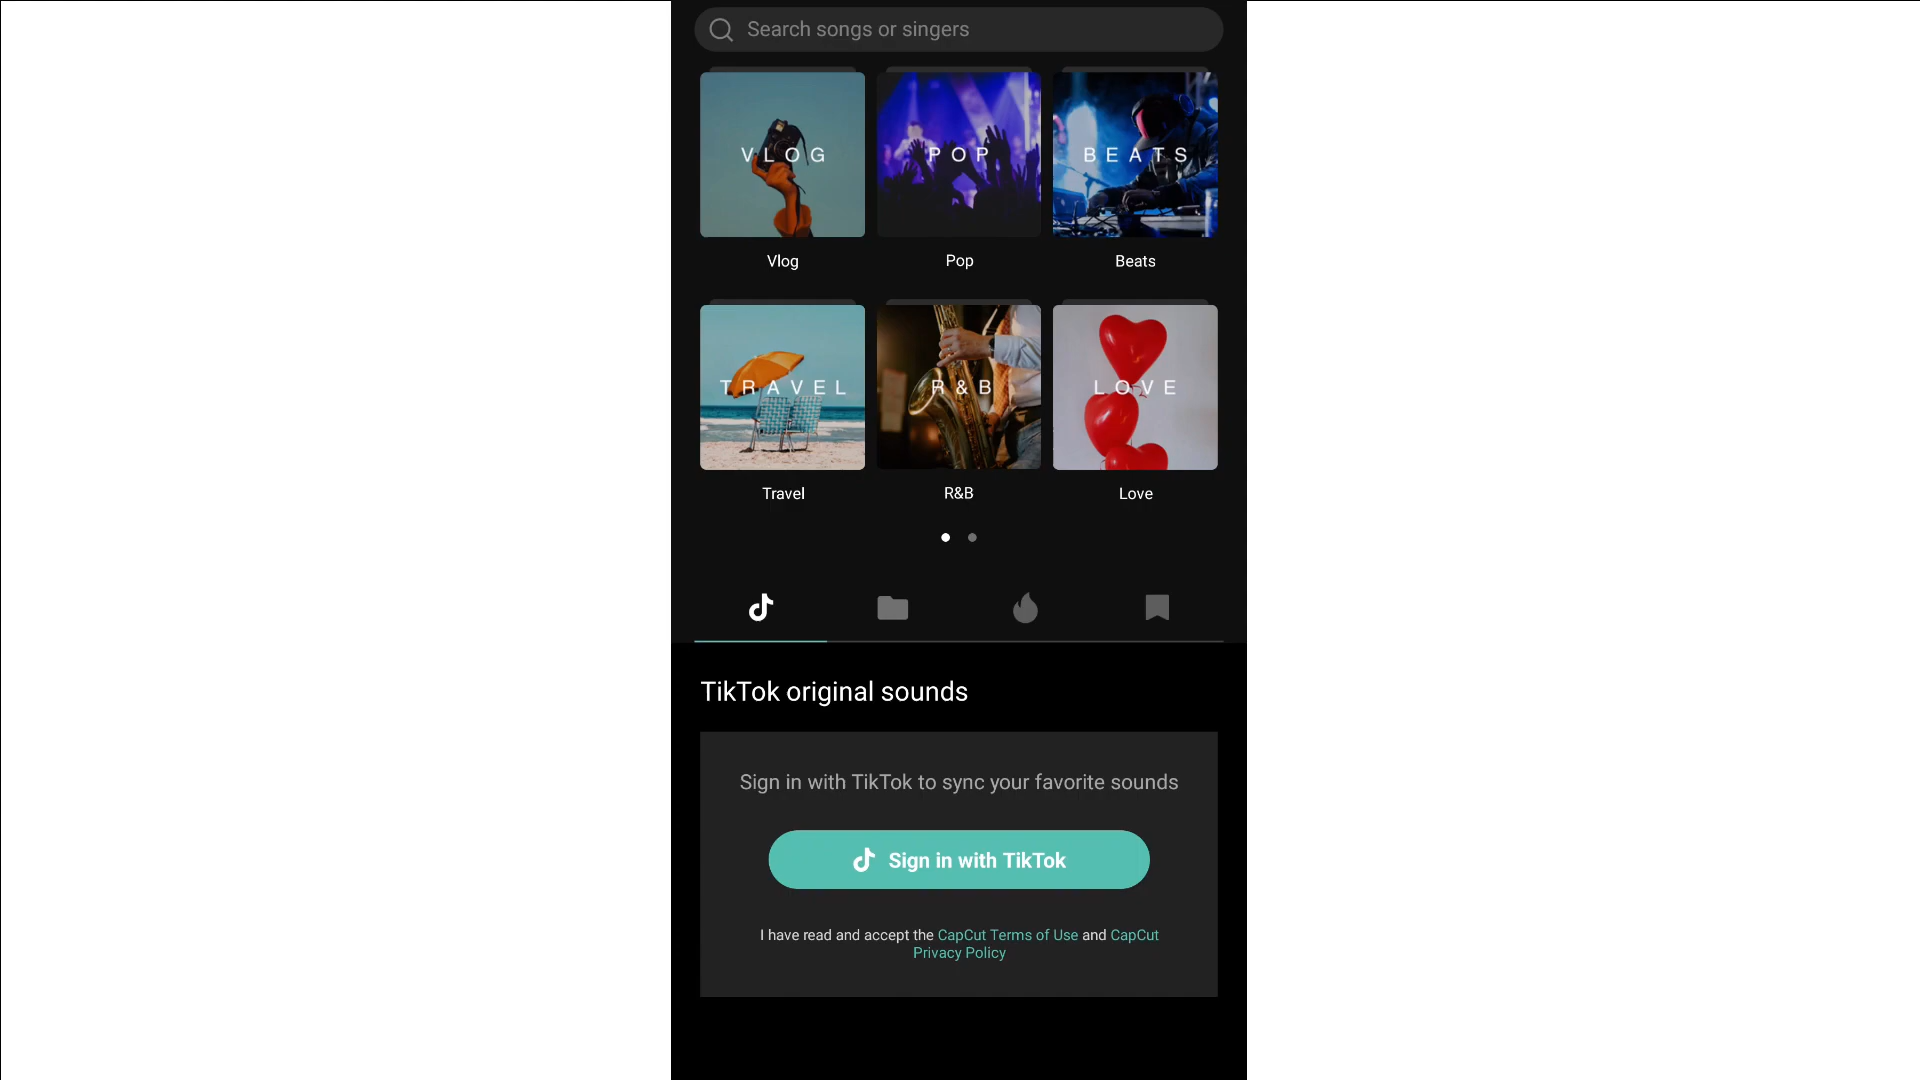 Search songs or singers
VLOG POP BEATS
Vlog Pop Beats
TRAVEL R&B LOVE
Travel R&B Love
TikTok original sounds
Sign in with TikTok to sync your favorite sounds
Sign in with TikTok
I have read and accept the CapCut Terms of Use and CapCut
Privacy Policy